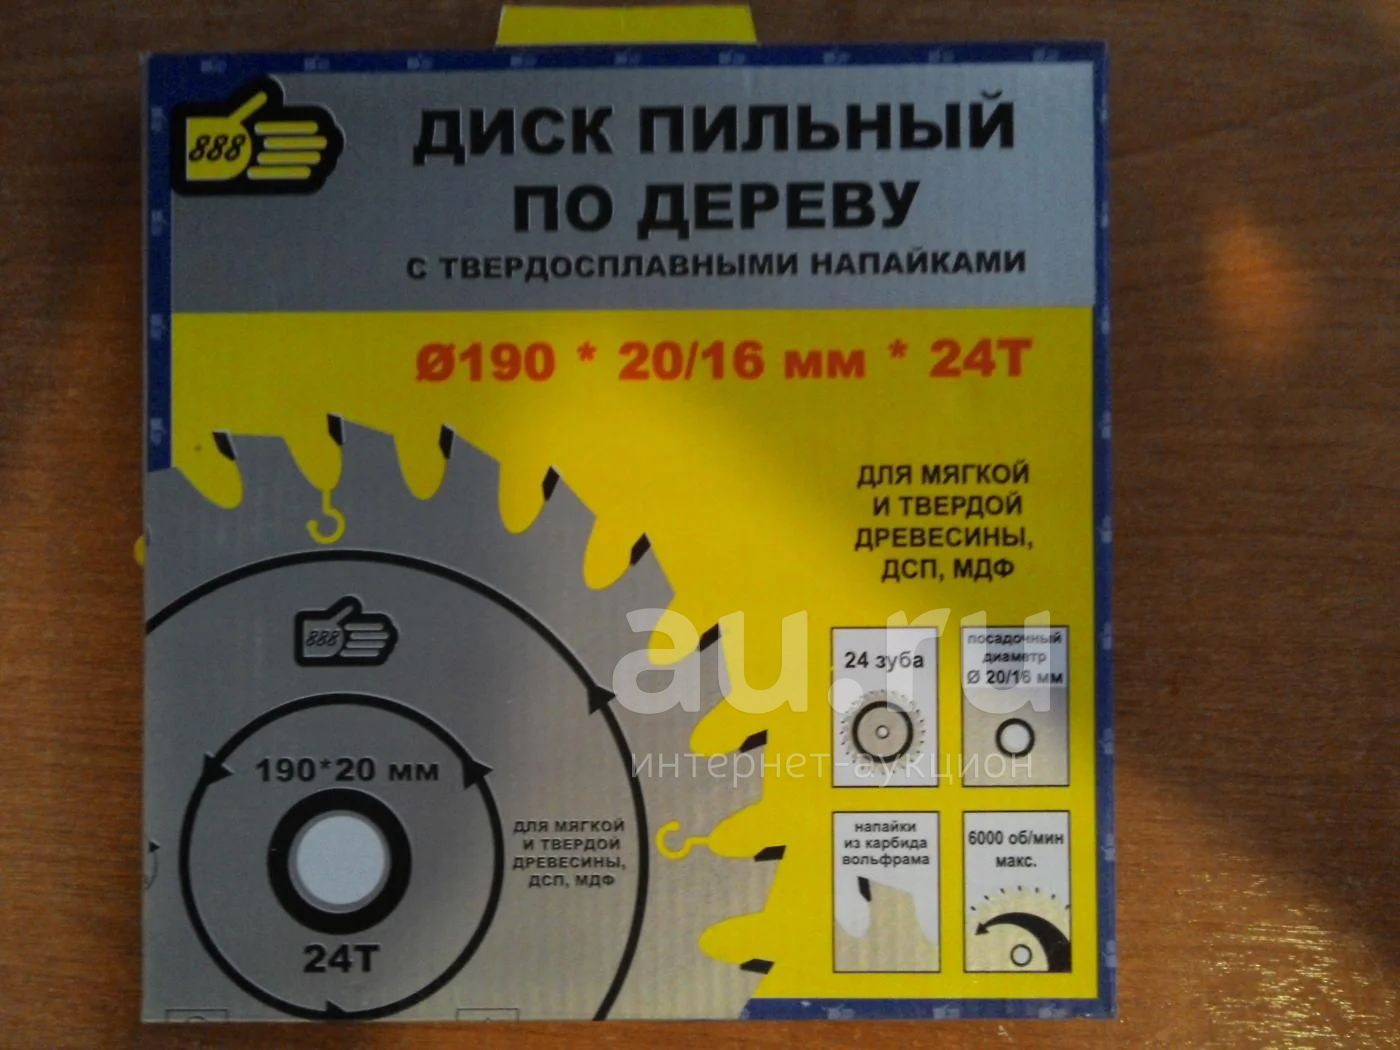 888
ДИСК ПИЛЬНЫЙ
ПО ДЕРЕВУ
С ТВЕРДОСПЛАВНЫМИ НАПАЙКАМИ
Ø190 * 20/16 мм * 24Т
ДЛЯ МЯГКОЙ
И ТВЕРДОЙ
ДРЕВЕСИНЫ,
ДСП, МДФ
888
190*20 мм
24Т
ДЛЯ МЯГКОЙ
И ТВЕРДОЙ
ДРЕВЕСИНЫ,
ДСП, МДФ
24 зуба
посадочный
диаметр
Ø 20/16 мм
напайки
из карбида
вольфрама
6000 об/мин
макс.
au.ru
интернет-аукцион